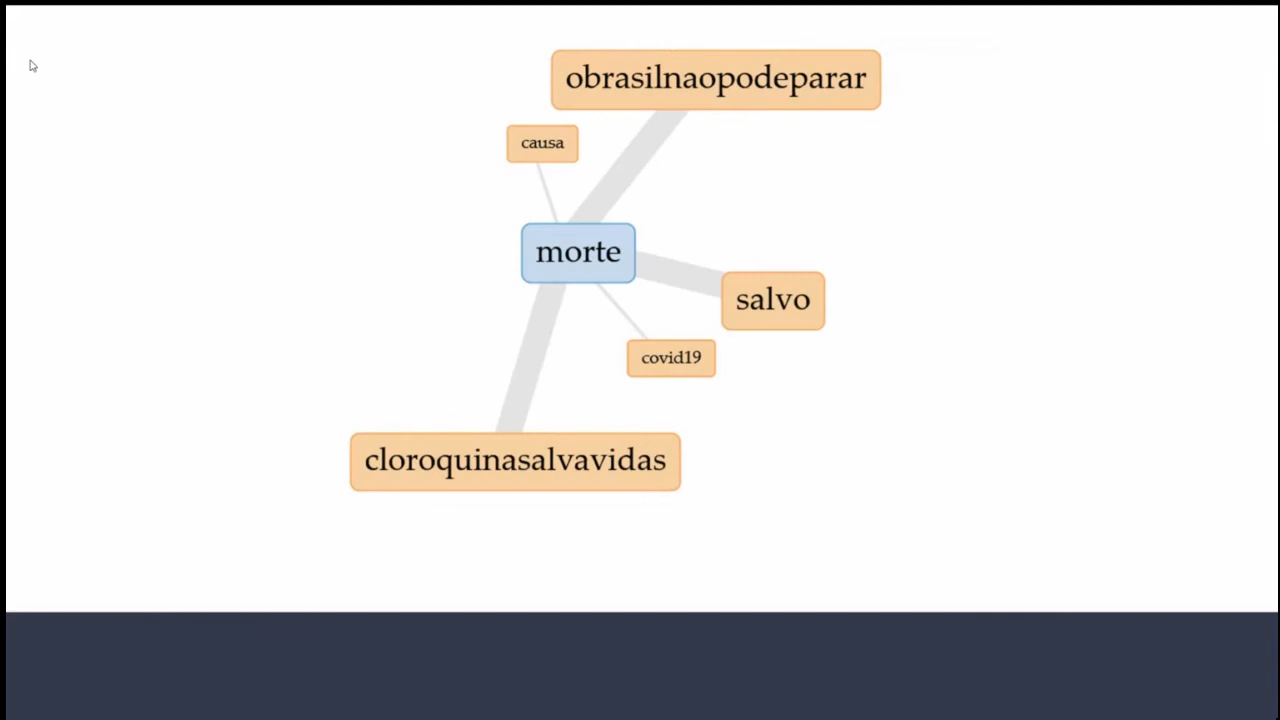 obrasilnaopodeparar
causa
morte
salvo
covid19
cloroquinasalvavidas